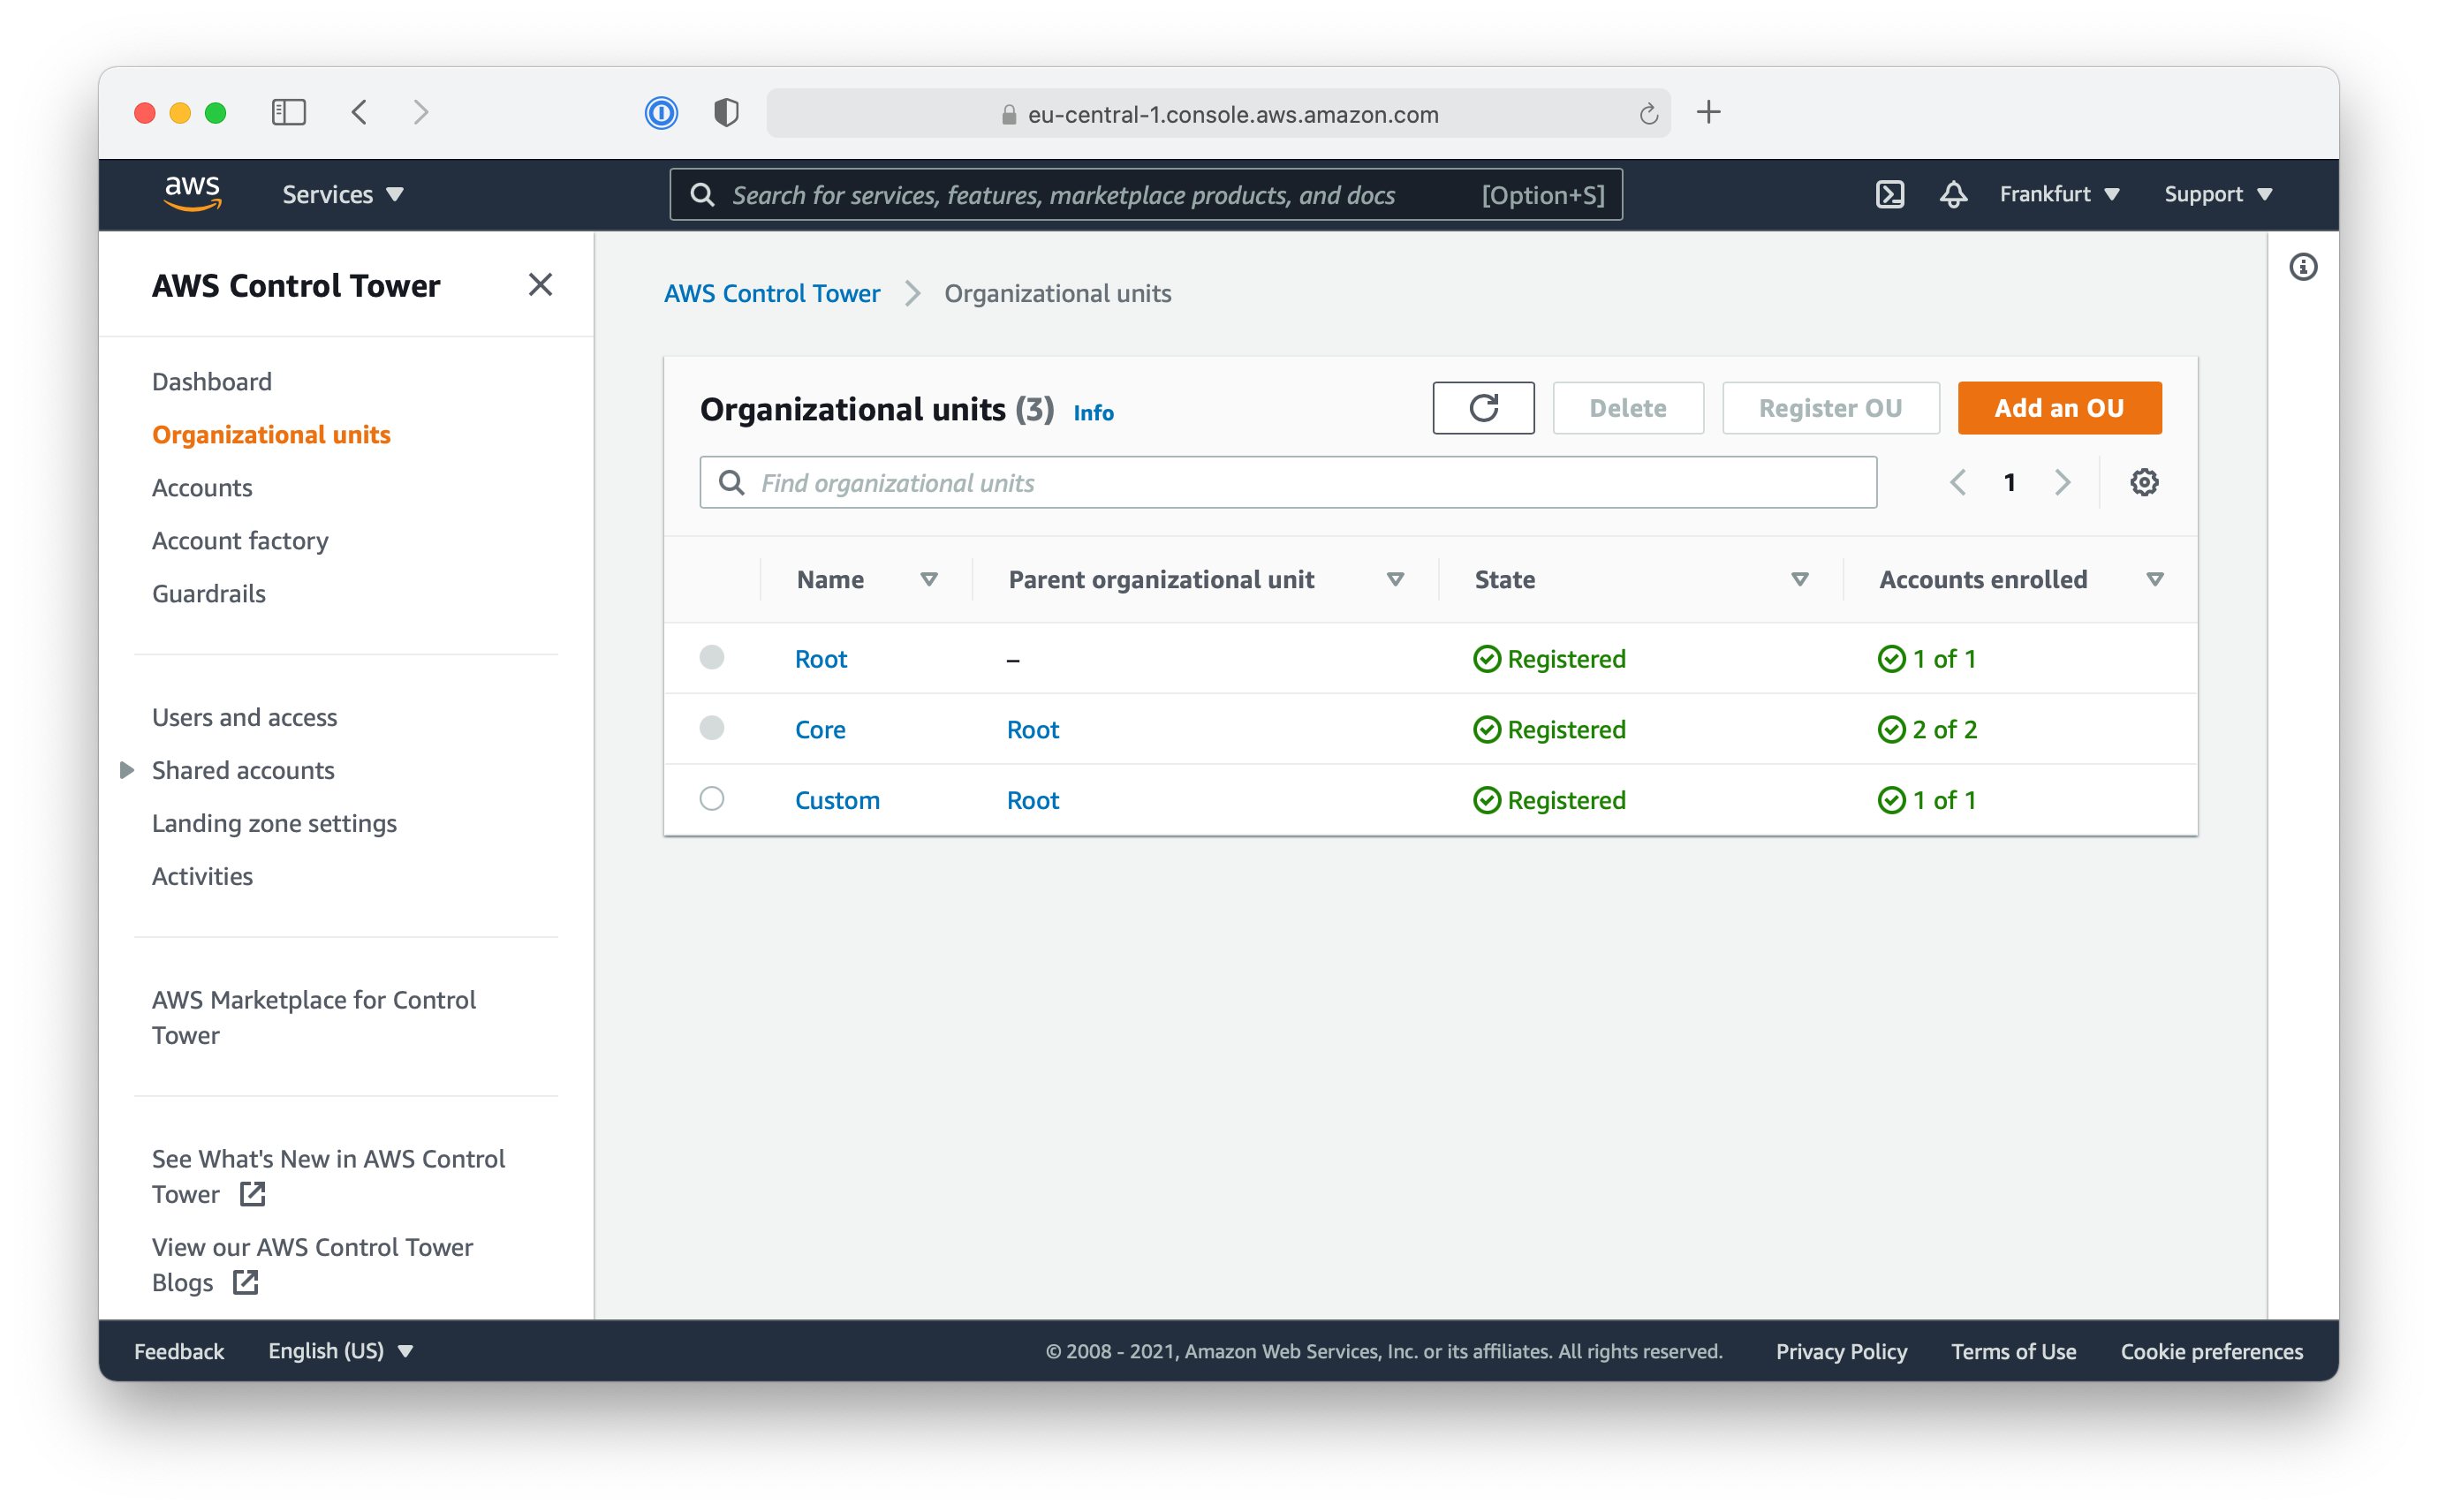 eu-central-1.console.aws.amazon.com
aws
Services
Search for services, features, marketplace products, and docs
[Option+S]
Frankfurt
Support
AWS Control Tower
Dashboard
Organizational units
Accounts
Account factory
Guardrails
Users and access
Shared accounts
Landing zone settings
Activities
AWS Marketplace for Control
Tower
See What's New in AWS Control
Tower
View our AWS Control Tower
Blogs
AWS Control Tower
Organizational units
Organizational units (3) Info
Delete
Register OU
Add an OU
Find organizational units
1
Name Parent organizational unit State Accounts enrolled
Root – Registered 1 of 1
Core Root Registered 2 of 2
Custom Root Registered 1 of 1
Feedback English (US) © 2008 - 2021, Amazon Web Services, Inc. or its affiliates. All rights reserved. Privacy Policy Terms of Use Cookie preferences